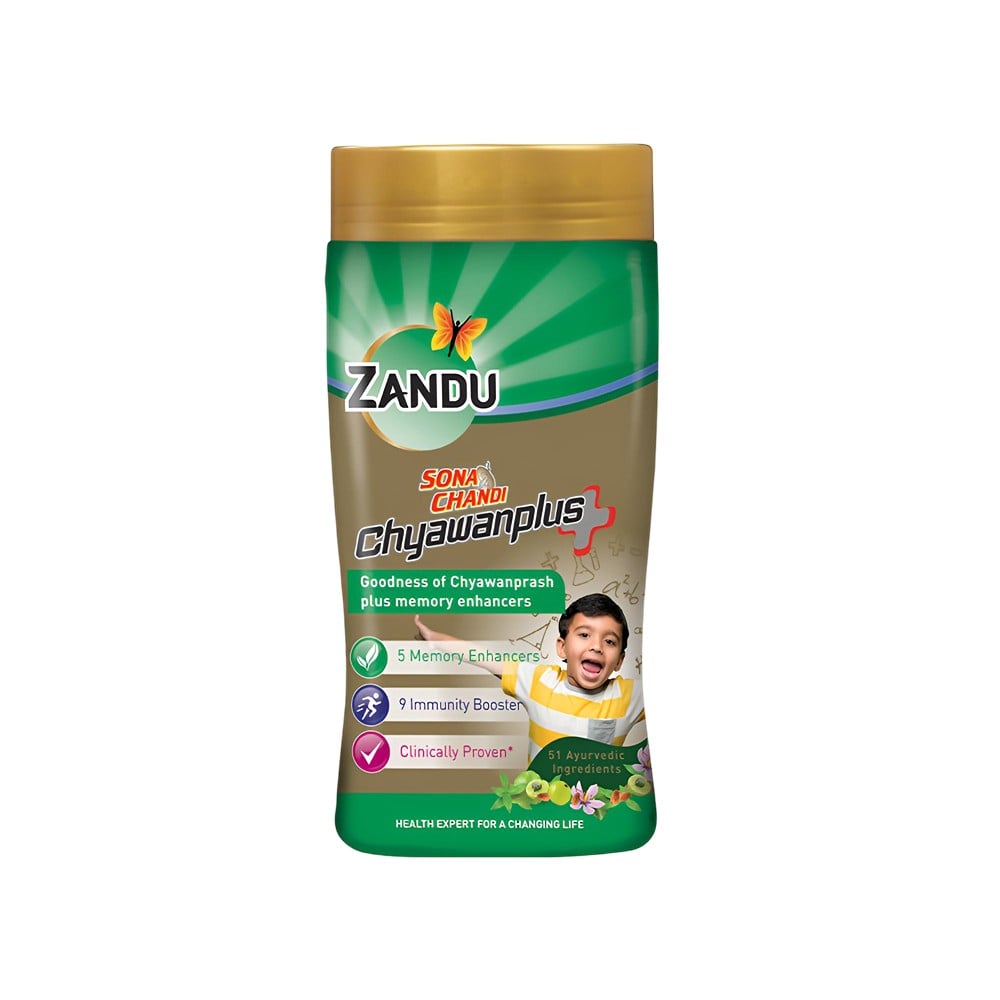 ZANDU
SONA
CHANDI
Chyawanplus
Goodness of Chyawanprash
plus memory enhancers
5 Memory Enhancers
9 Immunity Booster
Clinically Proven*
51 Ayurvedic
Ingredients
HEALTH EXPERT FOR A CHANGING LIFE